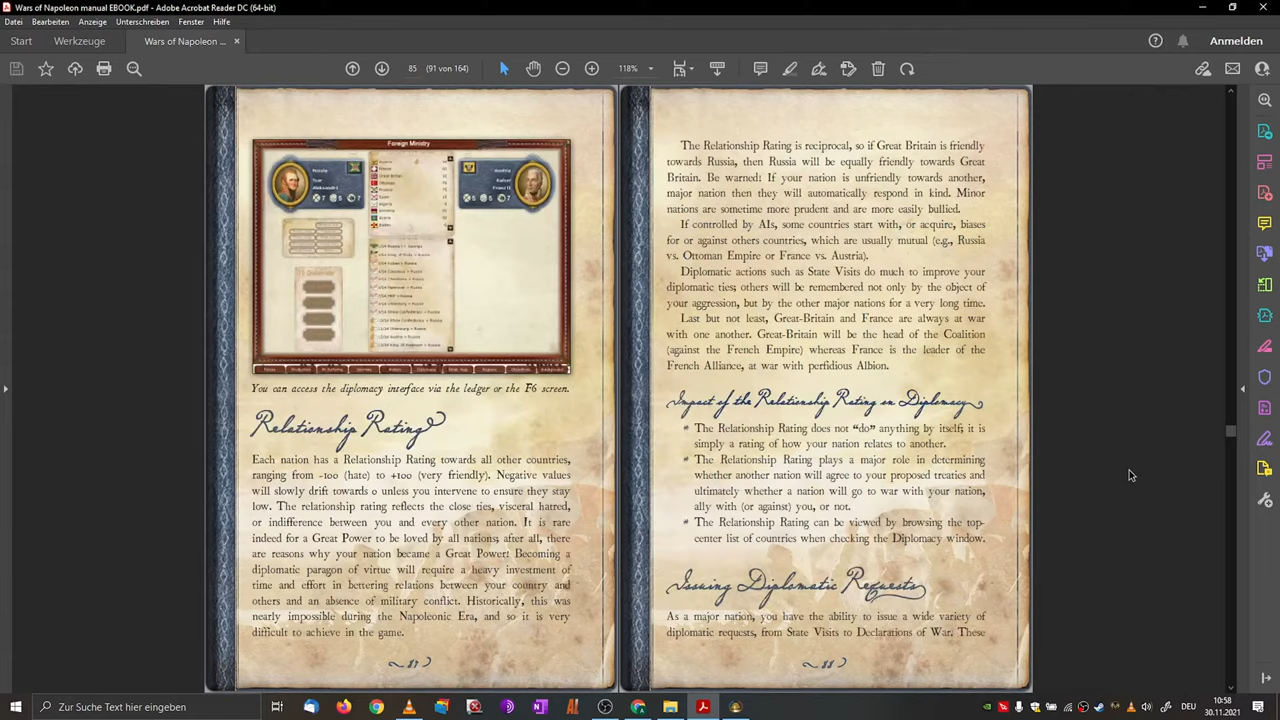 Wars of Napoleon manual EBOOK.pdf - Adobe Acrobat Reader DC (64-bit)
Datei Bearbeiten Anzeige Unterschreiben Fenster Hilfe
Start Werkzeuge Wars of Napoleon ... × Anmelden
85 (91 von 164) 118%
Foreign Ministry
Russia
Tsar
Aleksandr I
Austria
Kaiser
Franz II
You can access the diplomacy interface via the ledger or the F6 screen.
Relationship Rating
Each nation has a Relationship Rating towards all other countries,
ranging from -100 (hate) to +100 (very friendly). Negative values
will slowly drift towards 0 unless you intervene to ensure they stay
low. The relationship rating reflects the close ties, visceral hatred,
or indifference between you and every other nation. It is rare
indeed for a Great Power to be loved by all nations; after all, there
are reasons why your nation became a Great Power! Becoming a
diplomatic paragon of virtue will require a heavy investment of
time and effort in bettering relations between your country and
others and an absence of military conflict. Historically, this was
nearly impossible during the Napoleonic Era, and so it is very
difficult to achieve in the game.
87
The Relationship Rating is reciprocal, so if Great Britain is friendly
towards Russia, then Russia will be equally friendly towards Great
Britain. Be warned! If your nation is unfriendly towards another,
major nation then they will automatically respond in kind. Minor
nations are sometime more prudent and are more easily bullied.
If controlled by AIs, some countries start with, or acquire, biases
for or against others countries, which are usually mutual (e.g., Russia
vs. Ottoman Empire or France vs. Austria).
Diplomatic actions such as State Visits do much to improve your
diplomatic ties; others will be remembered not only by the object of
your aggression, but by the other major nations for a very long time.
Last but not least, Great-Britain and France are always at war
with one another. Great-Britain will be the head of the Coalition
(against the French Empire) whereas France is the leader of the
French Alliance, at war with perfidious Albion.
Impact of the Relationship Rating on Diplomacy
* The Relationship Rating does not “do” anything by itself; it is
simply a rating of how your nation relates to another.
* The Relationship Rating plays a major role in determining
whether another nation will agree to your proposed treaties and
ultimately whether a nation will go to war with your nation,
ally with (or against) you, or not.
* The Relationship Rating can be viewed by browsing the top-
center list of countries when checking the Diplomacy window.
Issuing Diplomatic Requests
As a major nation, you have the ability to issue a wide variety of
diplomatic requests, from State Visits to Declarations of War. These
88
Zur Suche Text hier eingeben
DEU
10:58
30.11.2021